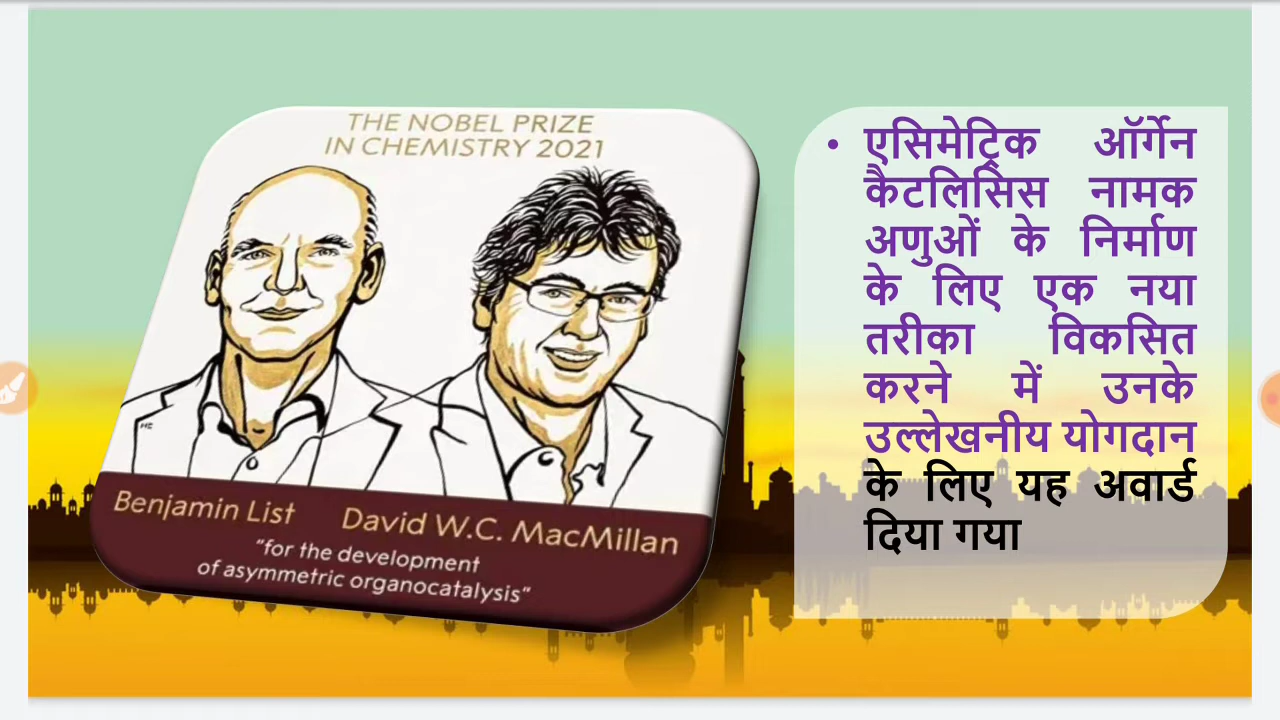 THE NOBEL PRIZE
IN CHEMISTRY 2021
Benjamin List David W.C. MacMillan
“for the development
of asymmetric organocatalysis”
• एसिमेट्रिक ऑर्गेन
कैटलिसिस नामक
अणुओं के निर्माण
के लिए एक नया
तरीका विकसित
करने में उनके
उल्लेखनीय योगदान
के लिए यह अवार्ड
दिया गया